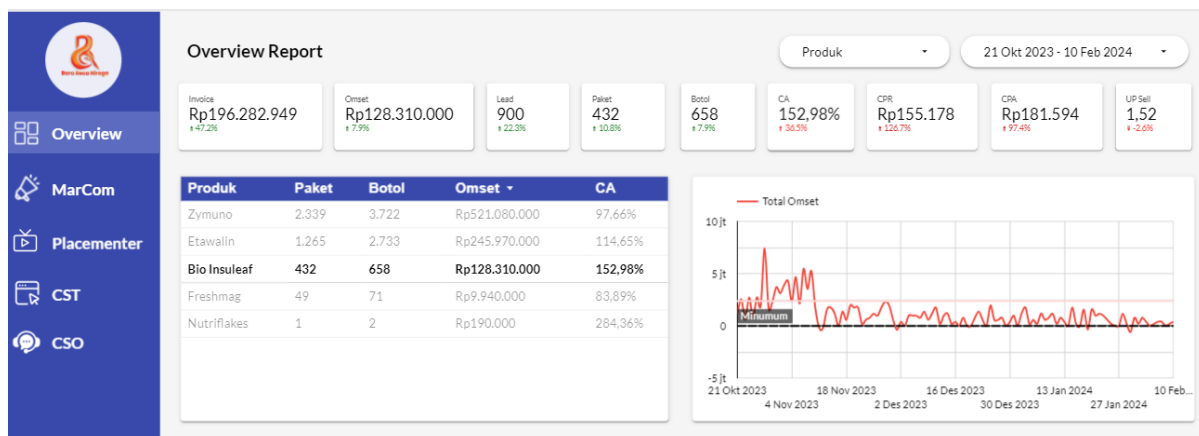 Overview Report
Produk
21 Okt 2023 - 10 Feb 2024
Overview
MarCom
Placementer
CST
CSO
Invoice
Rp196.282.949
47.2%
Omset
Rp128.310.000
7.9%
Lead
900
22.3%
Paket
432
10.8%
Botol
658
7.9%
CA
152,98%
36.5%
CPR
Rp155.178
126.7%
CPA
Rp181.594
97.4%
UP Sell
1,52
-2.6%
Produk Paket Botol Omset CA
Zymuno 2.339 3.722 Rp521.080.000 97,66%
Etawalin 1.265 2.733 Rp245.970.000 114,65%
Bio Insuleaf 432 658 Rp128.310.000 152,98%
Freshmag 49 71 Rp9.940.000 83,89%
Nutriflakes 1 2 Rp190.000 284,36%
Total Omset
10 jt
5 jt
Minumum
0
-5 jt
21 Okt 2023 18 Nov 2023 16 Des 2023 13 Jan 2024 10 Feb...
4 Nov 2023 2 Des 2023 30 Des 2023 27 Jan 2024